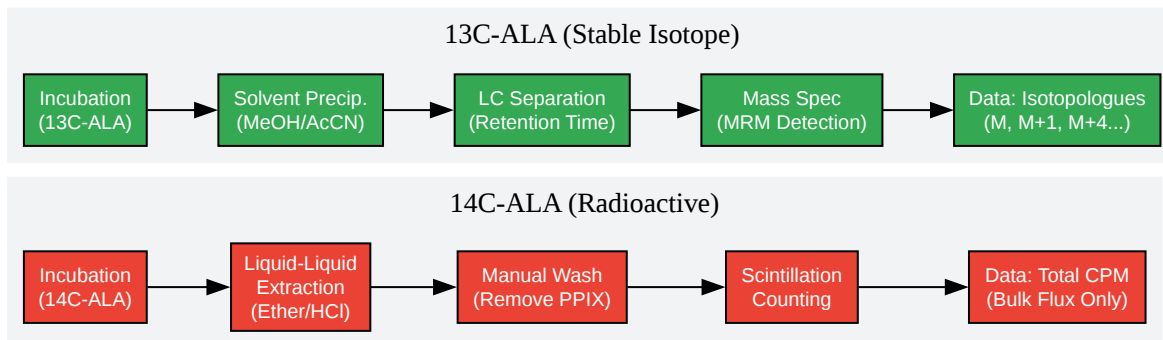 13C-ALA (Stable Isotope)
Incubation
(13C-ALA)
Solvent Precip.
(MeOH/AcCN)
LC Separation
(Retention Time)
Mass Spec
(MRM Detection)
Data: Isotopologues
(M, M+1, M+4...)
14C-ALA (Radioactive)
Incubation
(14C-ALA)
Liquid-Liquid
Extraction
(Ether/HCl)
Manual Wash
(Remove PPIX)
Scintillation
Counting
Data: Total CPM
(Bulk Flux Only)